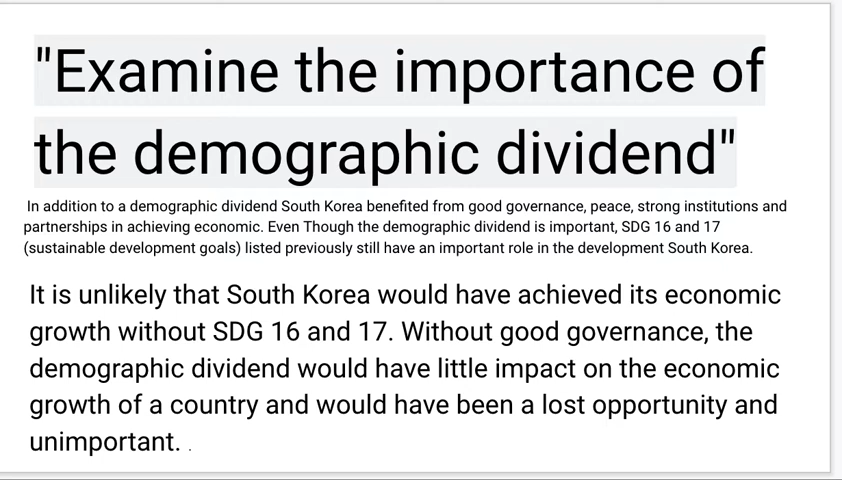 "Examine the importance of
the demographic dividend"
In addition to a demographic dividend South Korea benefited from good governance, peace, strong institutions and
partnerships in achieving economic. Even Though the demographic dividend is important, SDG 16 and 17
(sustainable development goals) listed previously still have an important role in the development South Korea.
It is unlikely that South Korea would have achieved its economic
growth without SDG 16 and 17. Without good governance, the
demographic dividend would have little impact on the economic
growth of a country and would have been a lost opportunity and
unimportant. .